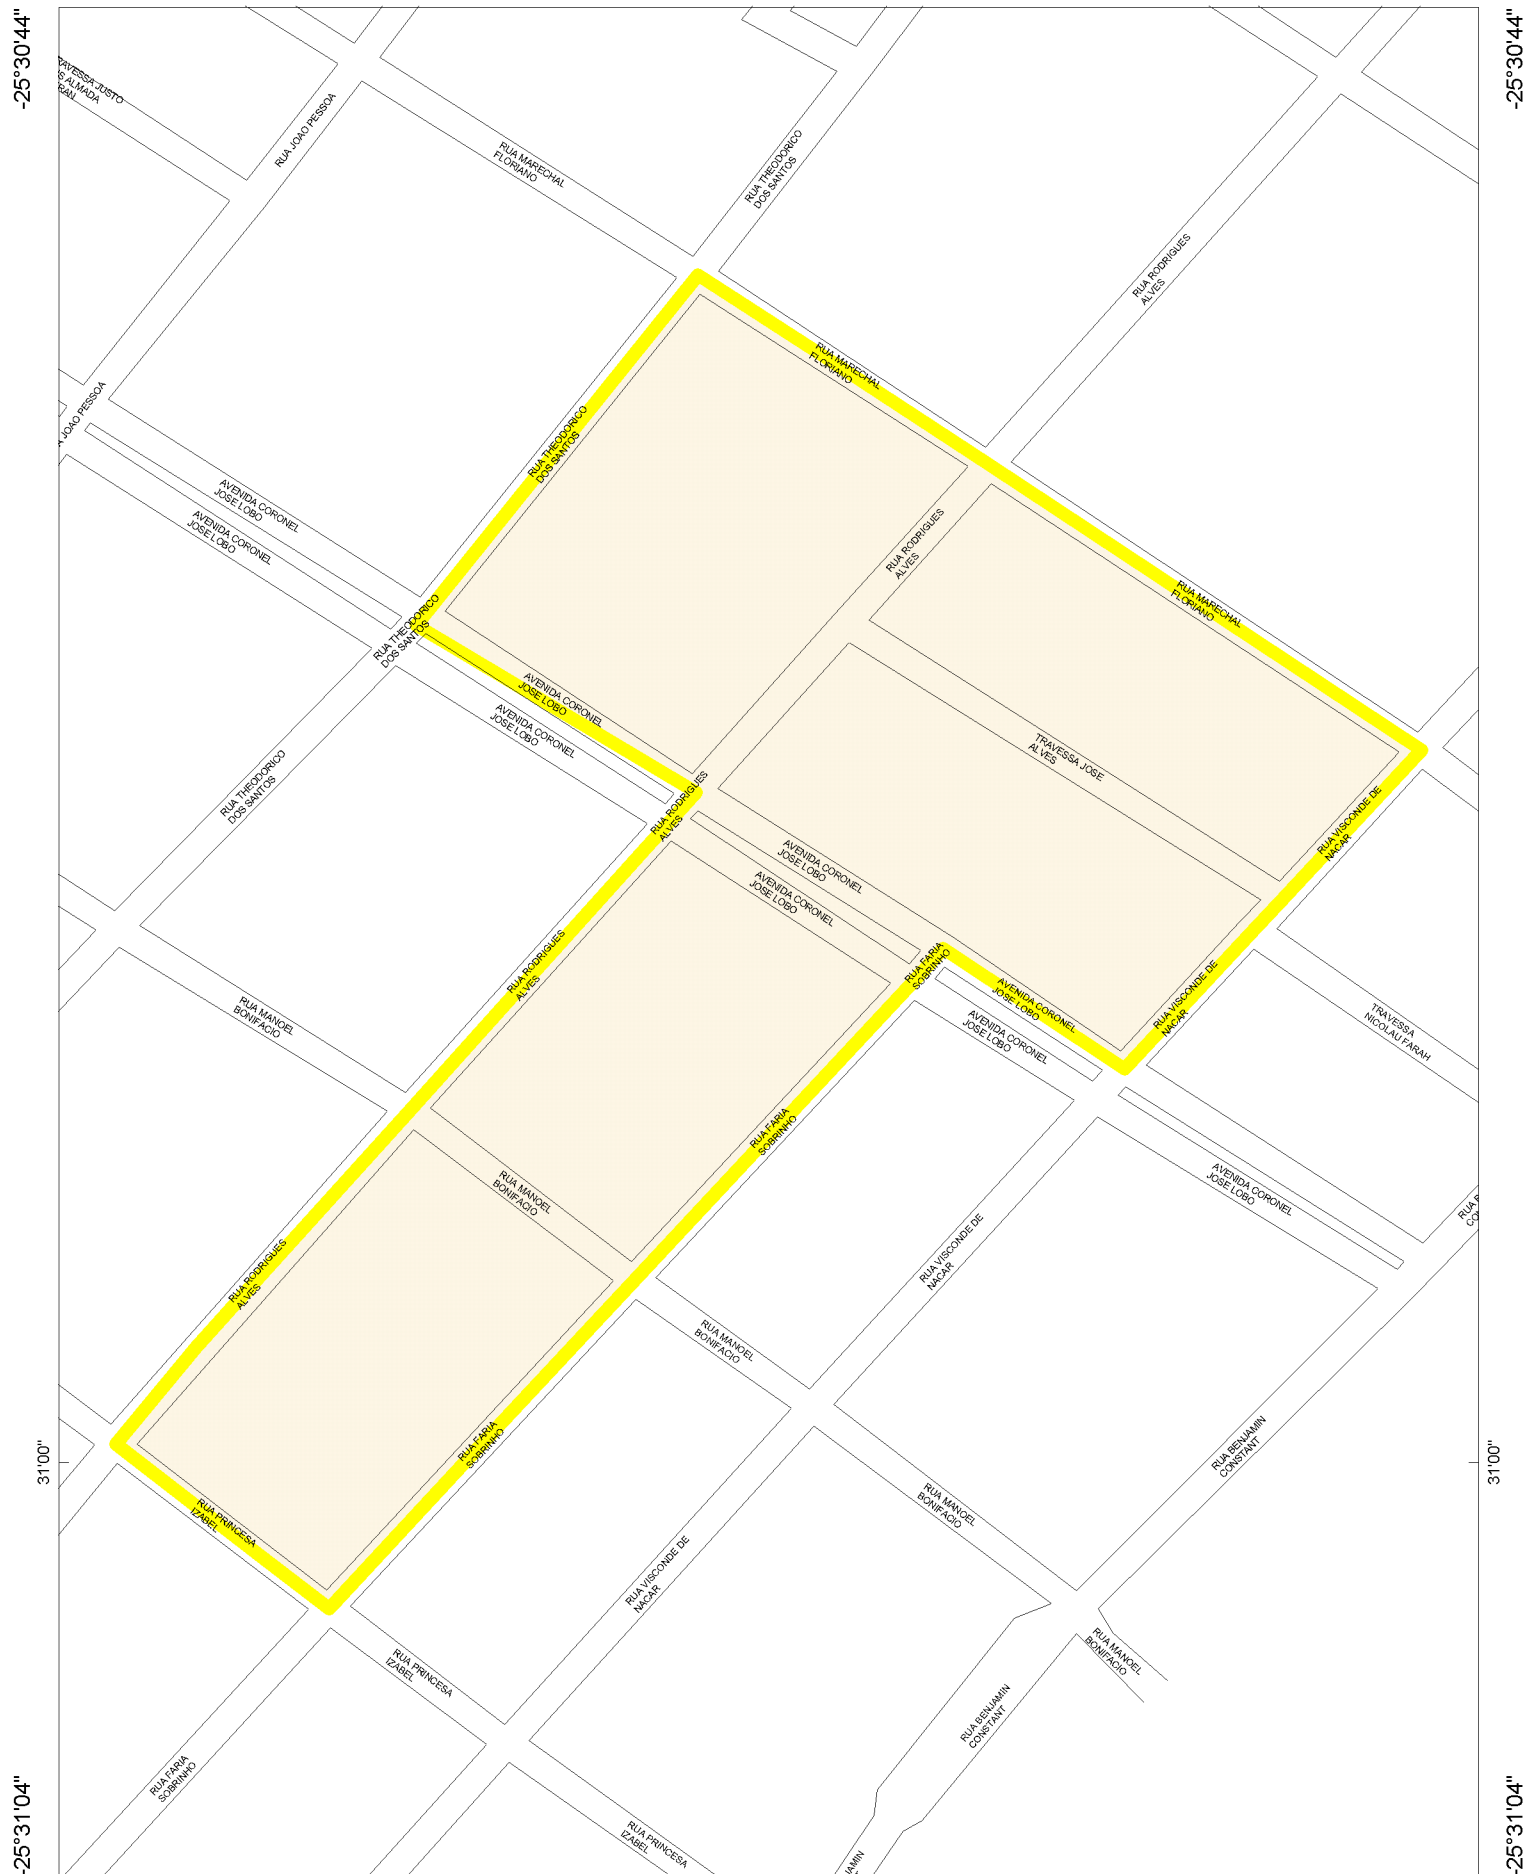 -25°30'44"
-25°30'44"
RAVESSA JUSTO
S ALMADA
RAN
RUA JOAO PESSOA
RUA MARECHAL
FLORIANO
RUA THEODORICO
DOS SANTOS
RUA RODRIGUES
ALVES
RUA MARECHAL
FLORIANO
JOAO PESSOA
RUA THEODORICO
DOS SANTOS
AVENIDA CORONEL
JOSE LOBO
AVENIDA CORONEL
JOSE LOBO
RUA RODRIGUES
ALVES
RUA MARECHAL
FLORIANO
RUA THEODORICO
DOS SANTOS
AVENIDA CORONEL
JOSE LOBO
AVENIDA CORONEL
JOSE LOBO
TRAVESSA JOSE
ALVES
RUA THEODORICO
DOS SANTOS
RUA RODRIGUES
ALVES
RUA VISCONDE DE
NACAR
AVENIDA CORONEL
JOSE LOBO
AVENIDA CORONEL
JOSE LOBO
RUA RODRIGUES
ALVES
RUA FARIA
SOBRINHO
RUA VISCONDE DE
NACAR
AVENIDA CORONEL
JOSE LOBO
AVENIDA CORONEL
JOSE LOBO
RUA MANOEL
BONIFACIO
TRAVESSA
NICOLAU FARAH
RUA FARIA
SOBRINHO
RUA MANOEL
BONIFACIO
AVENIDA CORONEL
JOSE LOBO
RUA B
CO
RUA RODRIGUES
ALVES
RUA VISCONDE DE
NACAR
RUA MANOEL
BONIFACIO
RUA FARIA
SOBRINHO
RUA BENJAMIN
CONSTANT
31'00"
31'00"
RUA PRINCESA
IZABEL
RUA MANOEL
BONIFACIO
RUA VISCONDE DE
NACAR
RUA PRINCESA
IZABEL
RUA MANOEL
BONIFACIO
RUA BENJAMIN
CONSTANT
RUA FARIA
SOBRINHO
RUA PRINCESA
IZABEL
JAMIN
-25°31'04"
-25°31'04"